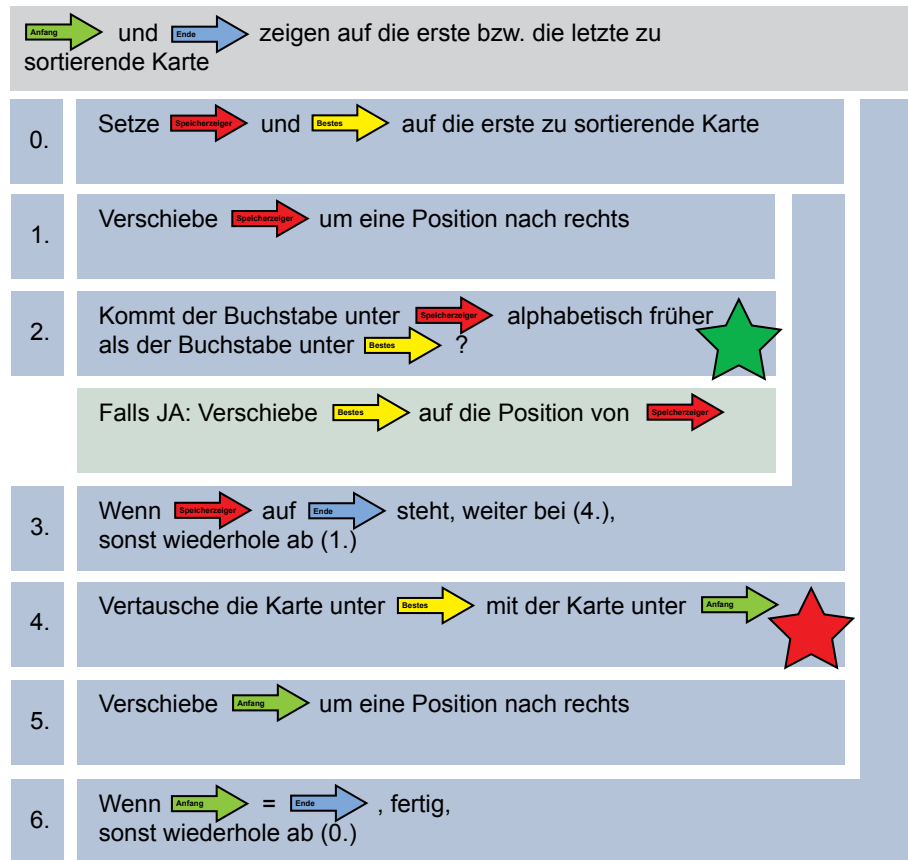 Anfang und Ende zeigen auf die erste bzw. die letzte zu
sortierende Karte
0. Setze Speicherzeiger und Bestes auf die erste zu sortierende Karte
1. Verschiebe Speicherzeiger um eine Position nach rechts
2. Kommt der Buchstabe unter Speicherzeiger alphabetisch früher
als der Buchstabe unter Bestes ?
Falls JA: Verschiebe Bestes auf die Position von Speicherzeiger
3. Wenn Speicherzeiger auf Ende steht, weiter bei (4.),
sonst wiederhole ab (1.)
4. Vertausche die Karte unter Bestes mit der Karte unter Anfang
5. Verschiebe Anfang um eine Position nach rechts
6. Wenn Anfang = Ende , fertig,
sonst wiederhole ab (0.)